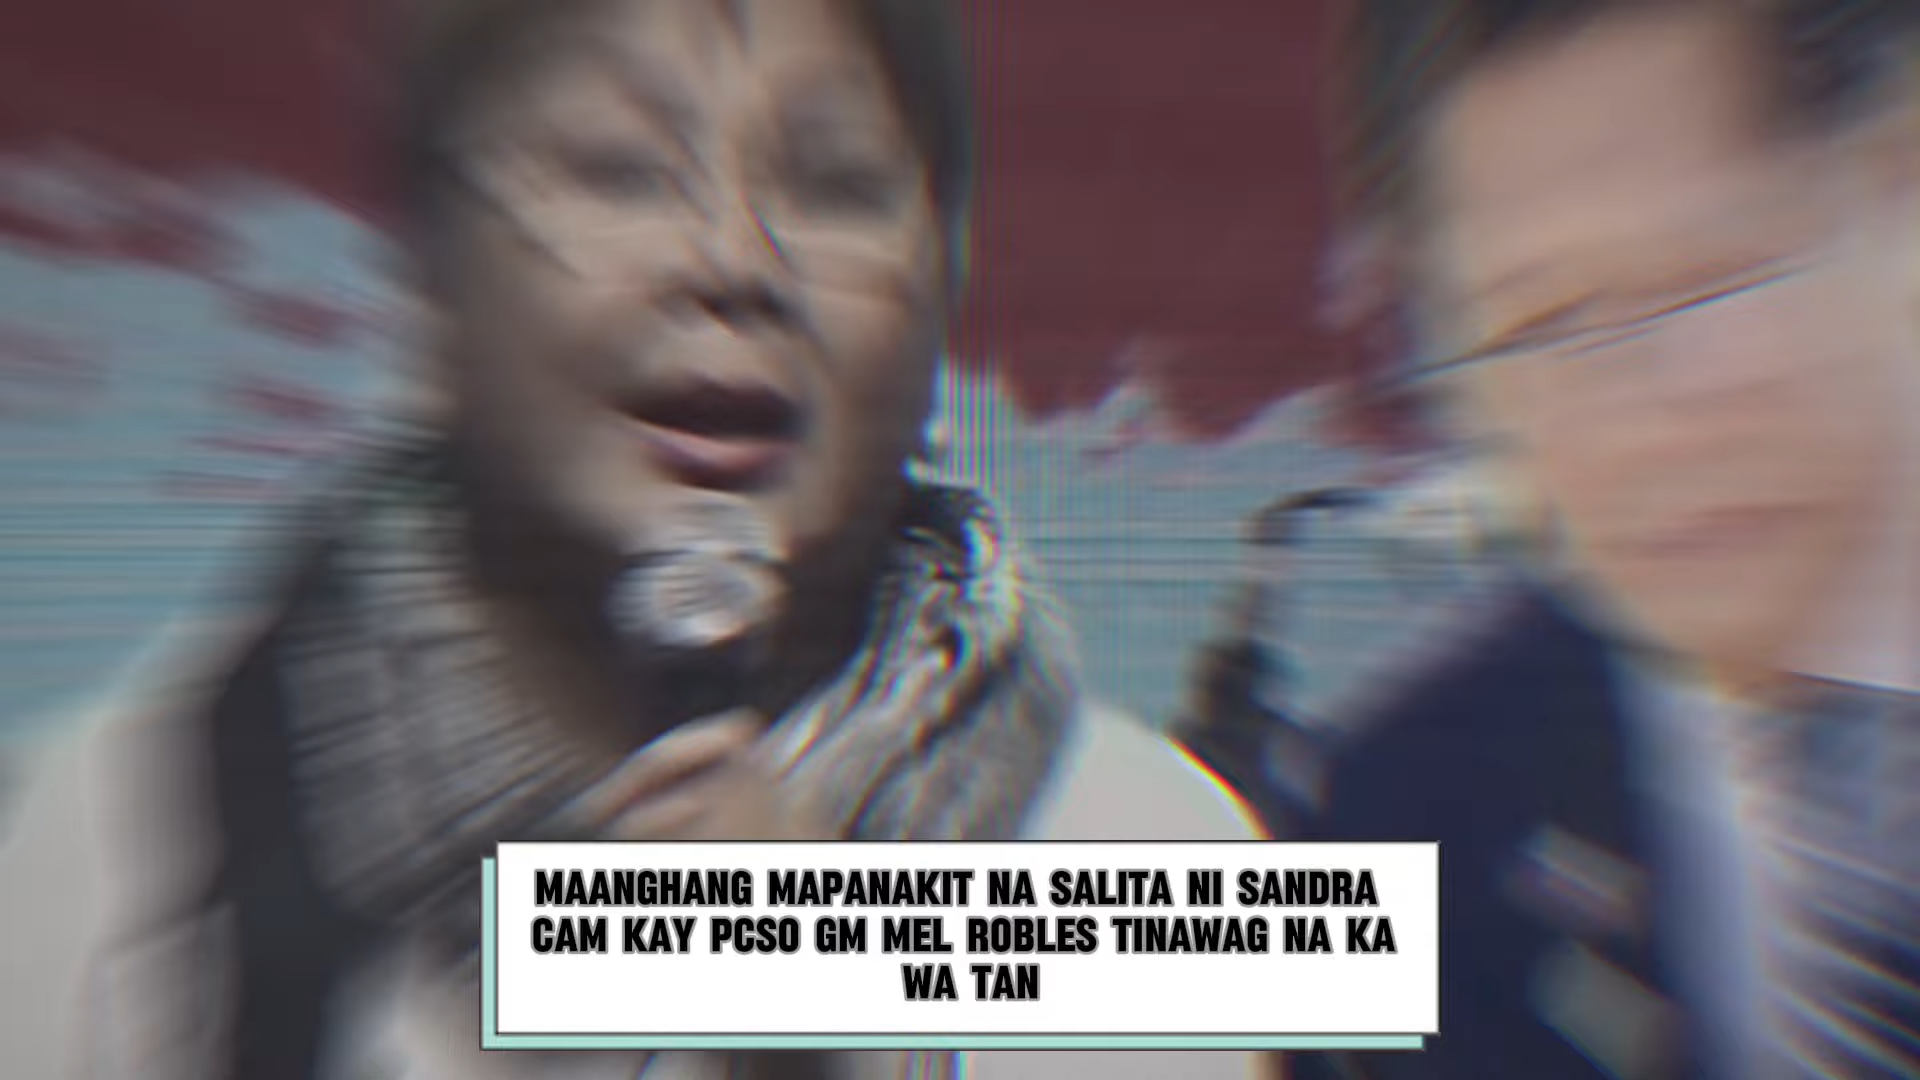 MAANGHANG MAPANAKIT NA SALITA NI SANDRA
CAM KAY PCSO GM MEL ROBLES TINAWAG NA KA
WA TAN